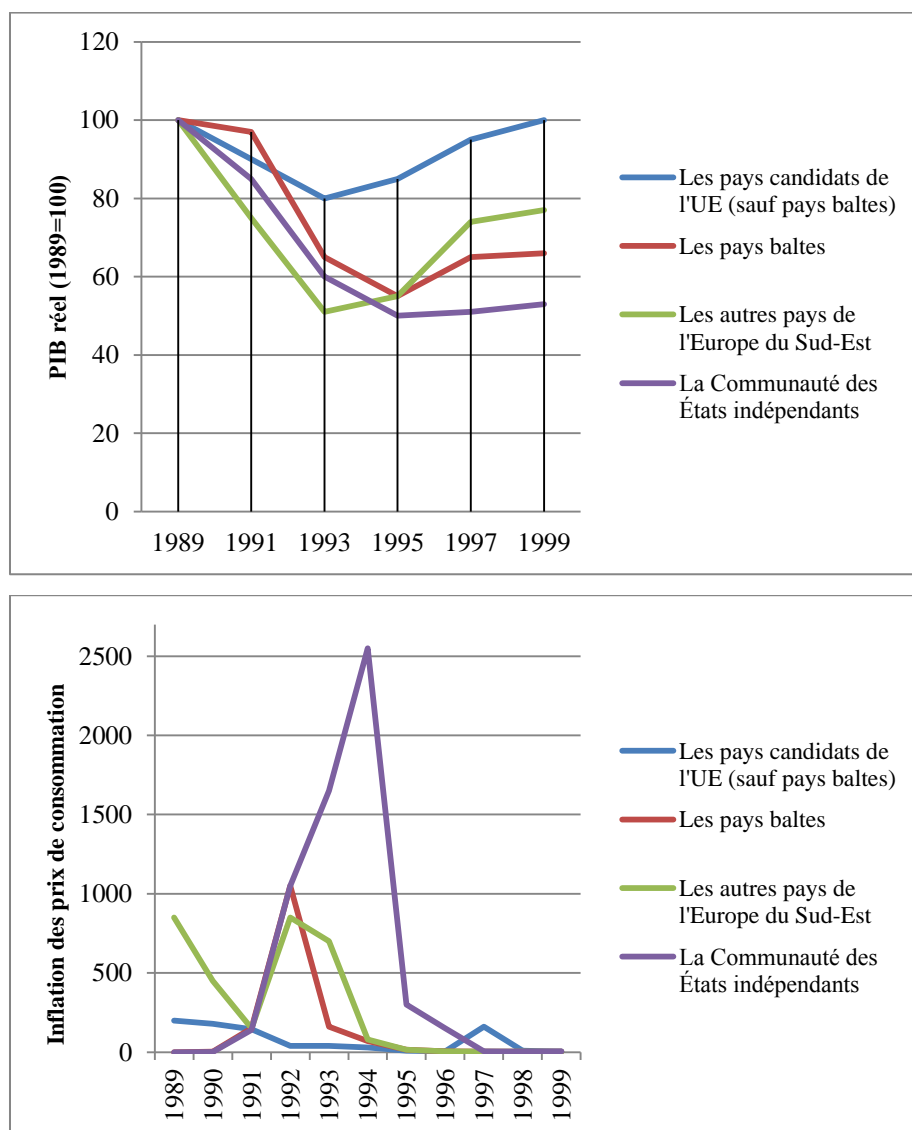 120
100
80
60
40
20
0
PIB réel (1989=100)
1989 1991 1993 1995 1997 1999
Les pays candidats de
l'UE (sauf pays baltes)
Les pays baltes
Les autres pays de
l'Europe du Sud-Est
La Communauté des
États indépendants
2500
2000
1500
1000
500
0
Inflation des prix de consommation
1989 1990 1991 1992 1993 1994 1995 1996 1997 1998 1999
Les pays candidats de
l'UE (sauf pays baltes)
Les pays baltes
Les autres pays de
l'Europe du Sud-Est
La Communauté des
États indépendants